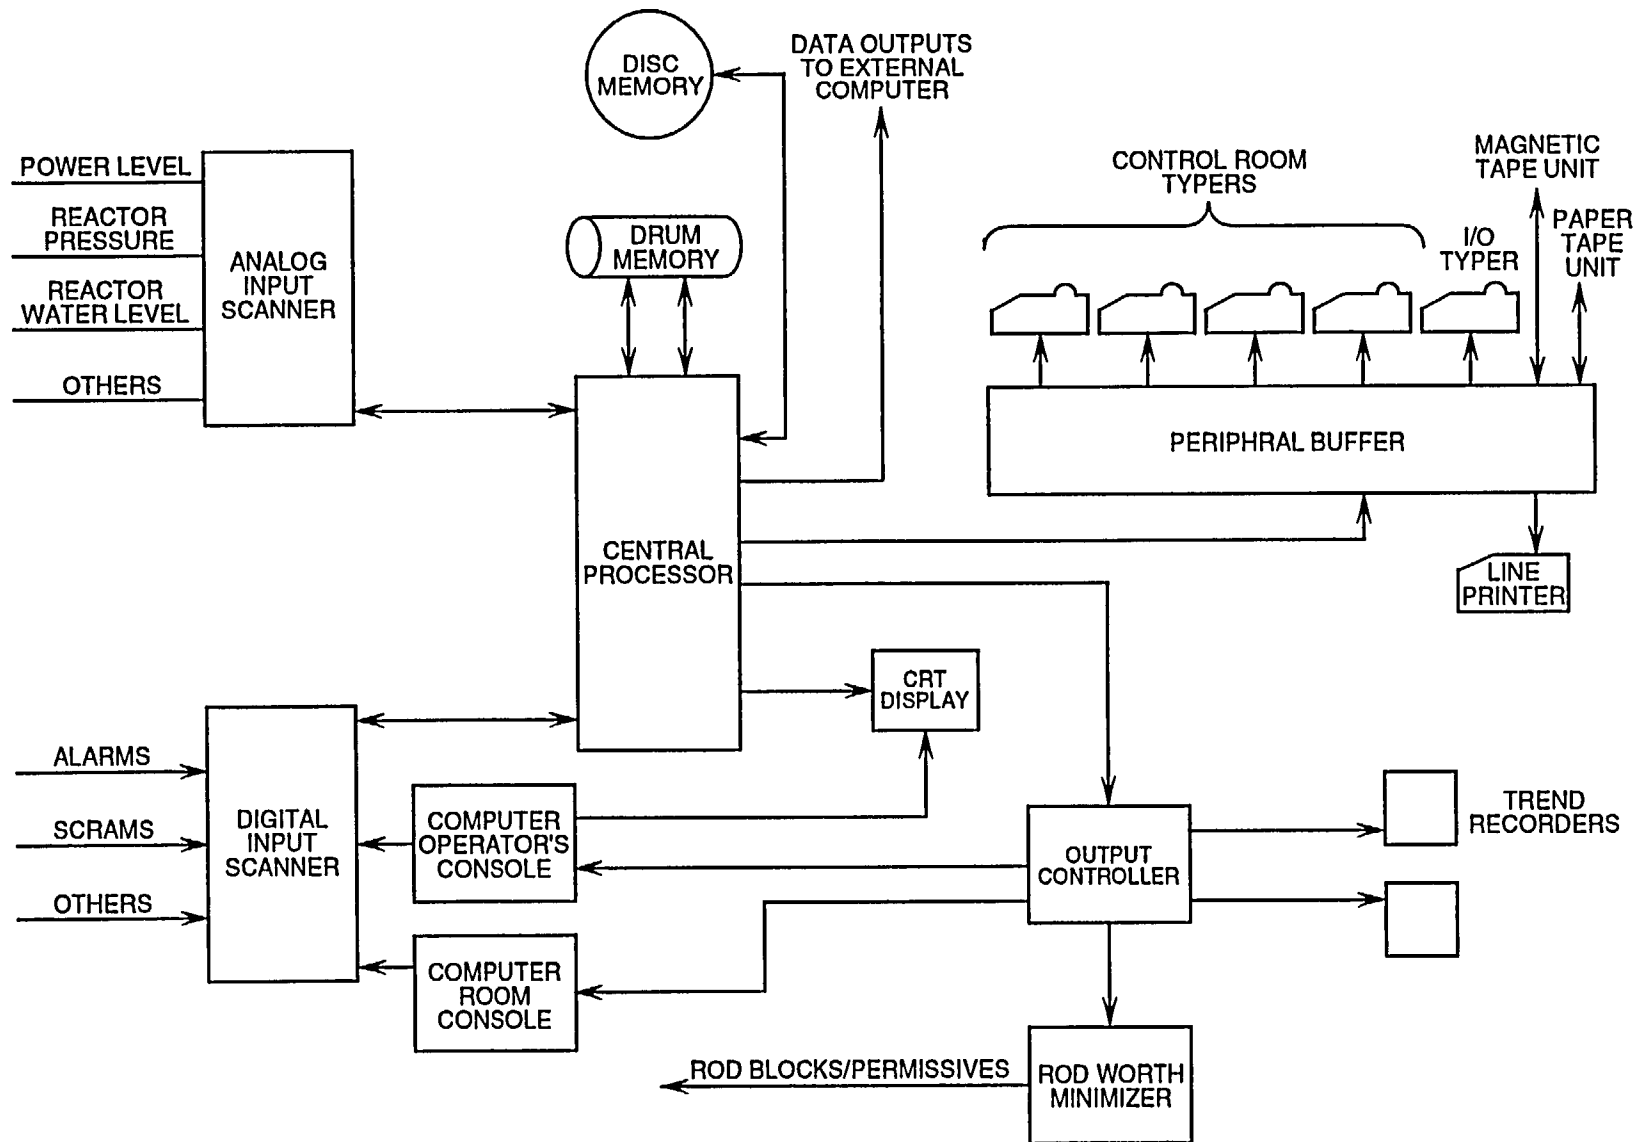 DISC
MEMORY
DATA OUTPUTS
TO EXTERNAL
COMPUTER
CONTROL ROOM
TYPERS
MAGNETIC
TAPE UNIT
I/O
TYPER
PAPER
TAPE
UNIT
POWER LEVEL
REACTOR
PRESSURE
REACTOR
WATER LEVEL
OTHERS
ANALOG
INPUT
SCANNER
DRUM
MEMORY
PERIPHRAL BUFFER
CENTRAL
PROCESSOR
LINE
PRINTER
CRT
DISPLAY
ALARMS
SCRAMS
OTHERS
DIGITAL
INPUT
SCANNER
COMPUTER
OPERATOR'S
CONSOLE
COMPUTER
ROOM
CONSOLE
OUTPUT
CONTROLLER
TREND
RECORDERS
ROD BLOCKS/PERMISSIVES
ROD WORTH
MINIMIZER